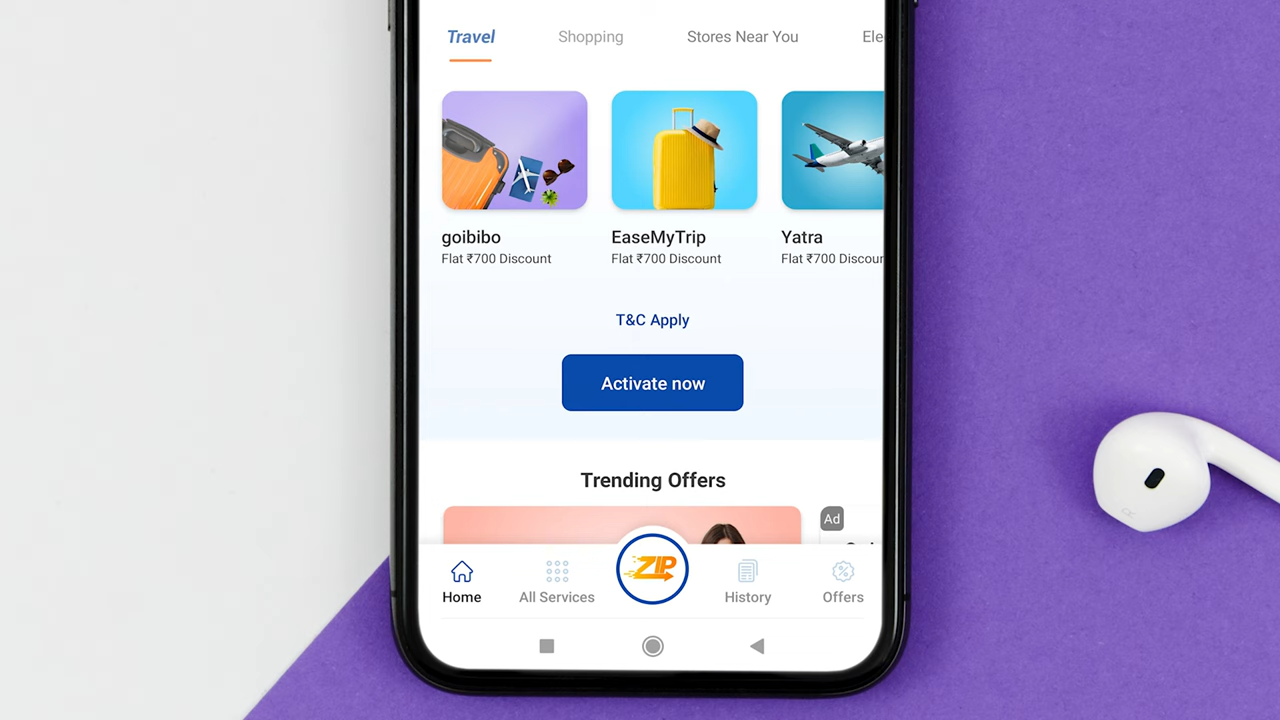 Travel Shopping Stores Near You Ele
goibibo EaseMyTrip Yatra
Flat ₹700 Discount Flat ₹700 Discount Flat ₹700 Discour
T&C Apply
Activate now
Trending Offers
Ad
ZIP
Home All Services History Offers